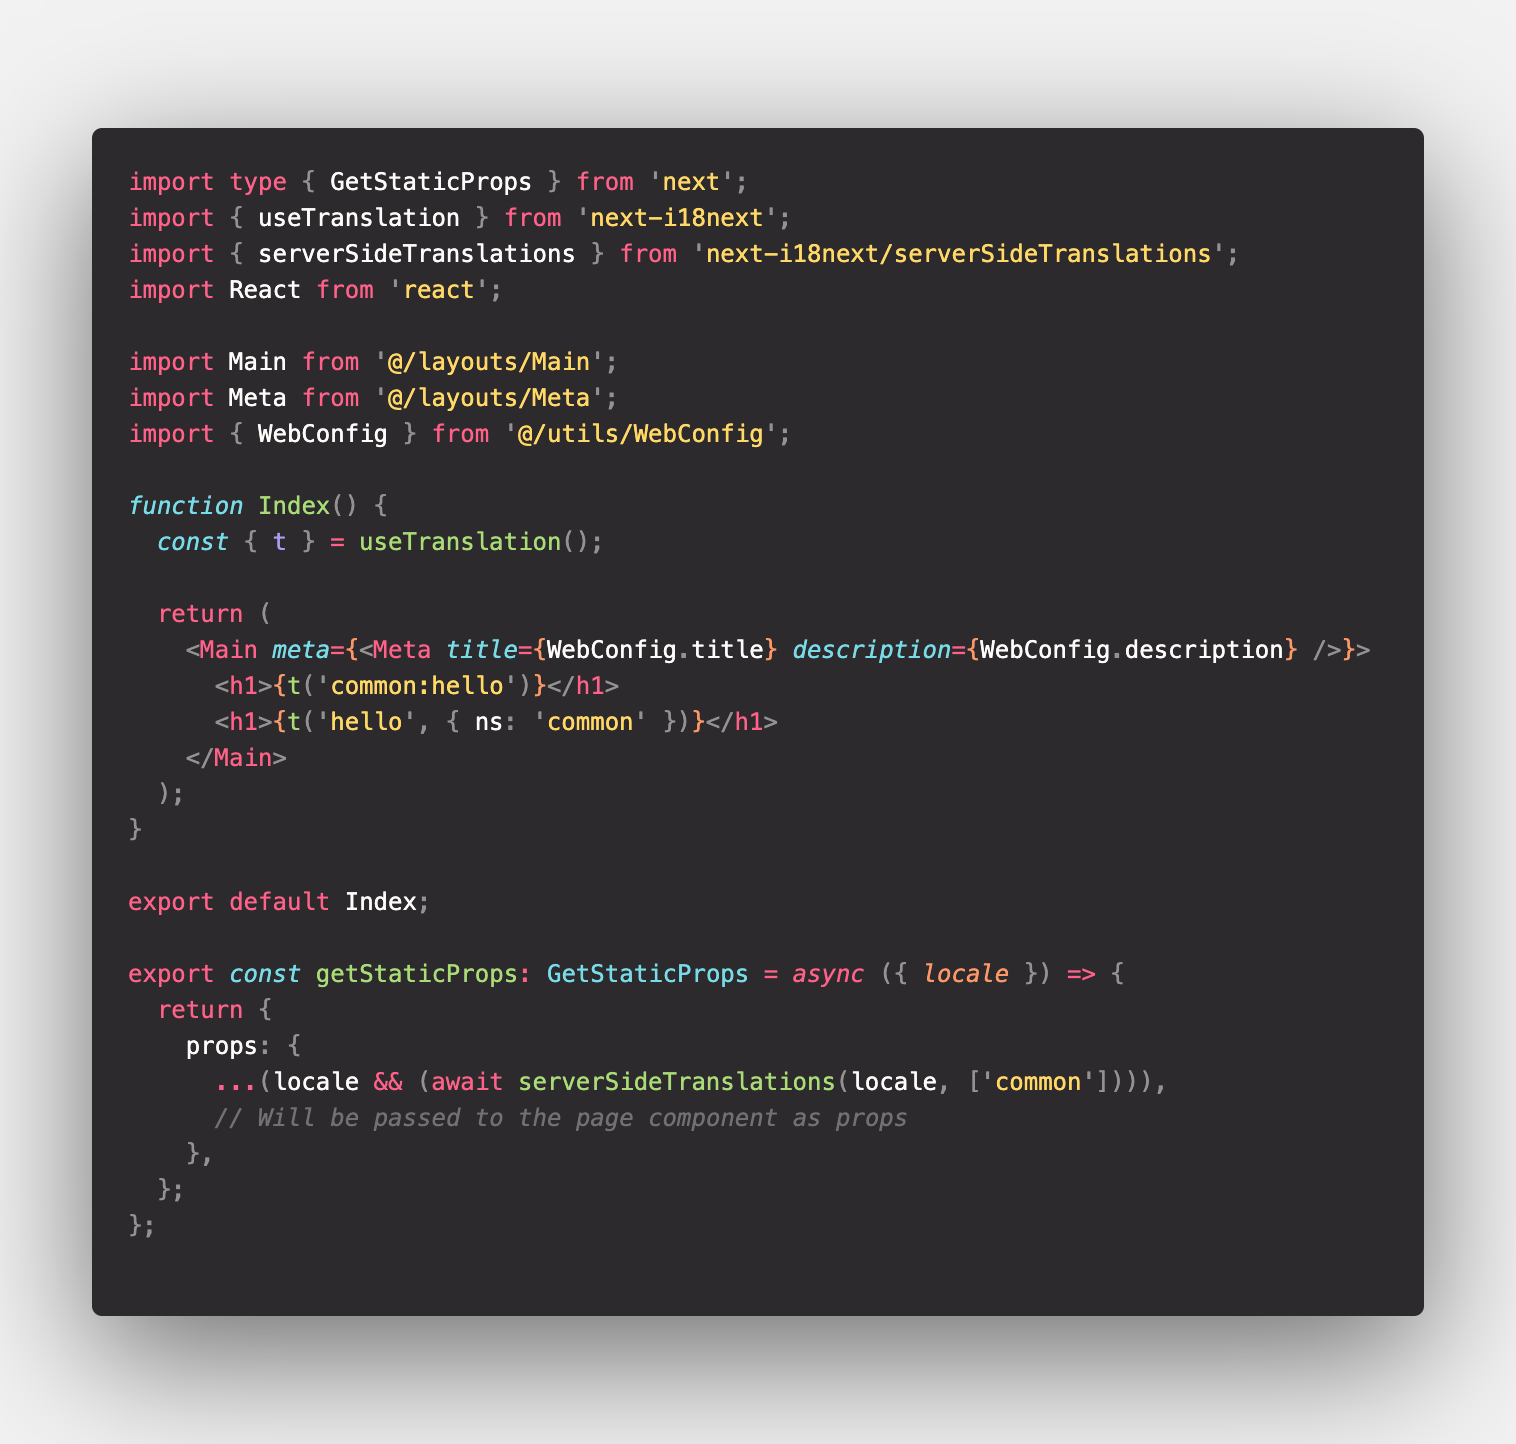 import type { GetStaticProps } from 'next';
import { useTranslation } from 'next-i18next';
import { serverSideTranslations } from 'next-i18next/serverSideTranslations';
import React from 'react';

import Main from '@/layouts/Main';
import Meta from '@/layouts/Meta';
import { WebConfig } from '@/utils/WebConfig';

function Index() {
  const { t } = useTranslation();

  return (
    <Main meta={<Meta title={WebConfig.title} description={WebConfig.description} />}>
      <h1>{t('common:hello')}</h1>
      <h1>{t('hello', { ns: 'common' })}</h1>
    </Main>
  );
}

export default Index;

export const getStaticProps: GetStaticProps = async ({ locale }) => {
  return {
    props: {
      ...(locale && (await serverSideTranslations(locale, ['common']))),
      // Will be passed to the page component as props
    },
  };
};